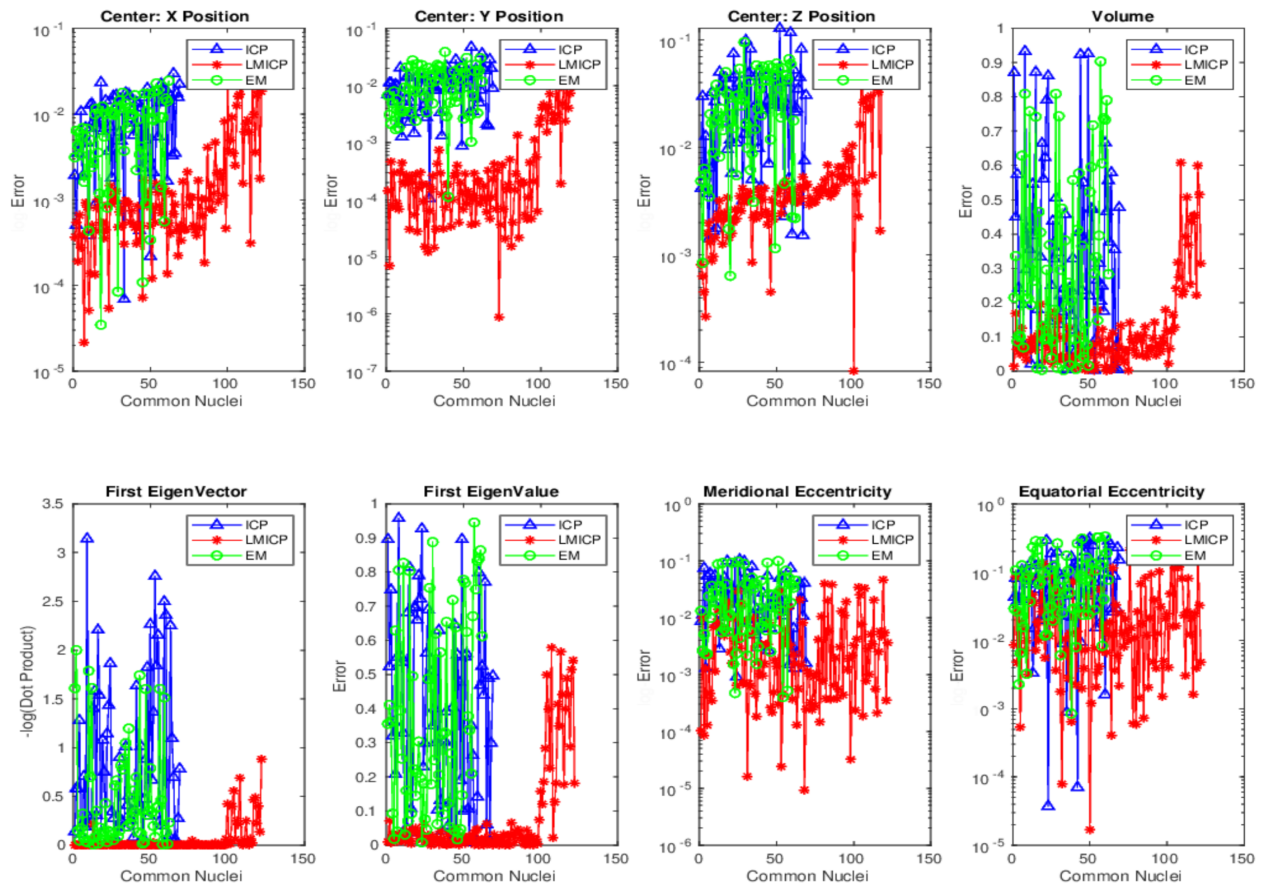 Center: X Position
10^-1
10^-2
10^-3
10^-4
10^-5
Error
0 50 100 150
Common Nuclei
ICP
LMICP
EM
Center: Y Position
10^-1
10^-2
10^-3
10^-4
10^-5
10^-6
10^-7
Error
0 50 100 150
Common Nuclei
ICP
LMICP
EM
Center: Z Position
10^-1
10^-2
10^-3
10^-4
Error
0 50 100 150
Common Nuclei
ICP
LMICP
EM
Volume
1
0.9
0.8
0.7
0.6
0.5
0.4
0.3
0.2
0.1
0
Error
0 50 100 150
Common Nuclei
ICP
LMICP
EM
First EigenVector
3.5
3
2.5
2
1.5
1
0.5
0
-log(Dot Product)
0 50 100 150
Common Nuclei
ICP
LMICP
EM
First EigenValue
1
0.9
0.8
0.7
0.6
0.5
0.4
0.3
0.2
0.1
0
Error
0 50 100 150
Common Nuclei
ICP
LMICP
EM
Meridional Eccentricity
10^0
10^-1
10^-2
10^-3
10^-4
10^-5
10^-6
Error
0 50 100 150
Common Nuclei
ICP
LMICP
EM
Equatorial Eccentricity
10^0
10^-1
10^-2
10^-3
10^-4
10^-5
Error
0 50 100 150
Common Nuclei
ICP
LMICP
EM